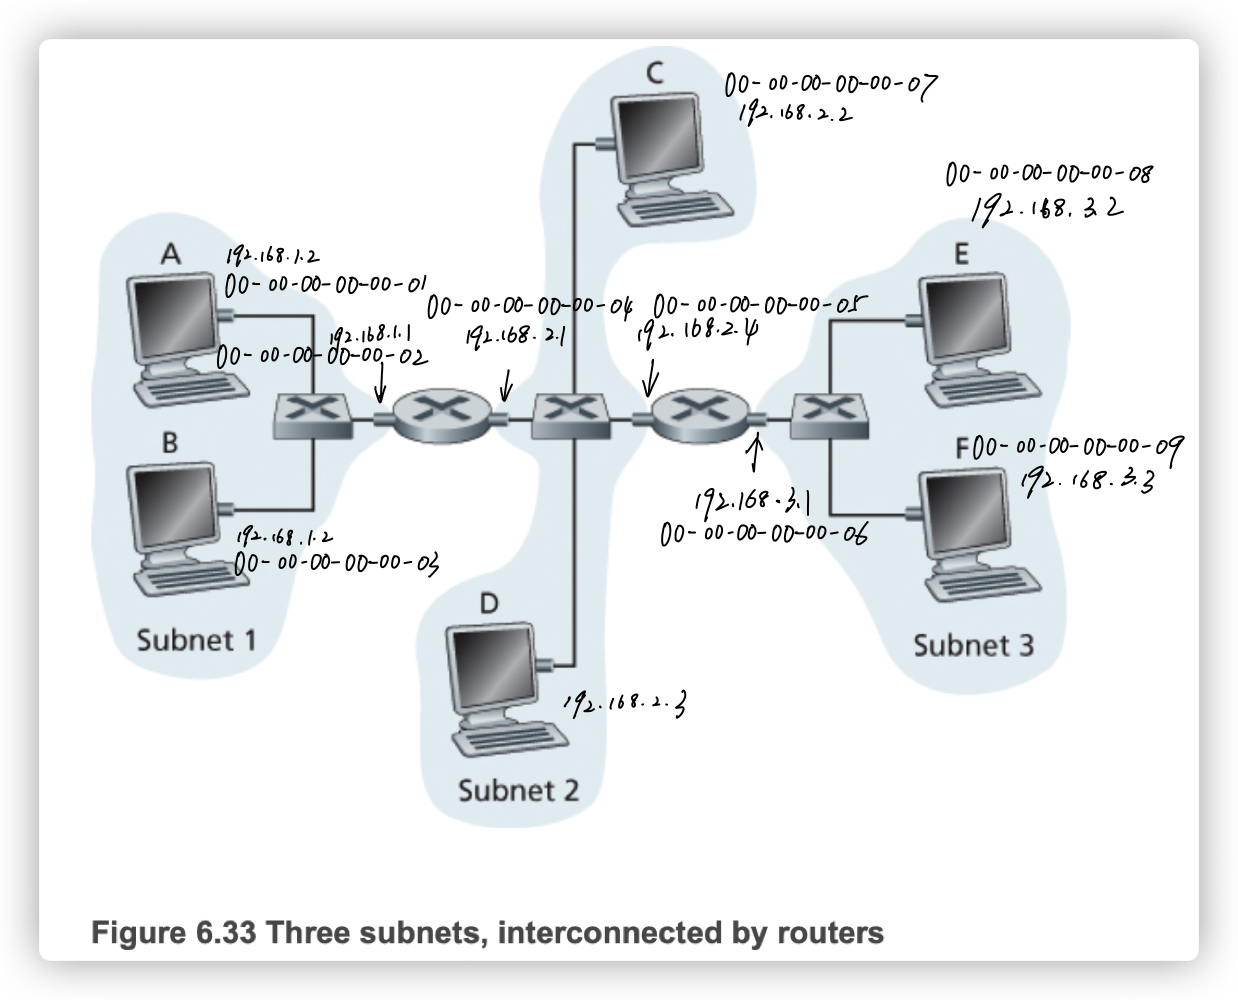 C
00-00-00-00-00-07
192.168.2.2
00-00-00-00-00-08
192.168.3.2
A
192.168.1.2
00-00-00-00-00-01
E
00-00-00-00-00-04
192.168.2.1
00-00-00-00-00-05
192.168.2.4
192.168.1.1
00-00-00-00-00-02
B
192.168.1.2
00-00-00-00-00-03
F 00-00-00-00-00-09
192.168.3.3
192.168.3.1
00-00-00-00-00-06
Subnet 1
D
192.168.2.3
Subnet 3
Subnet 2
Figure 6.33 Three subnets, interconnected by routers